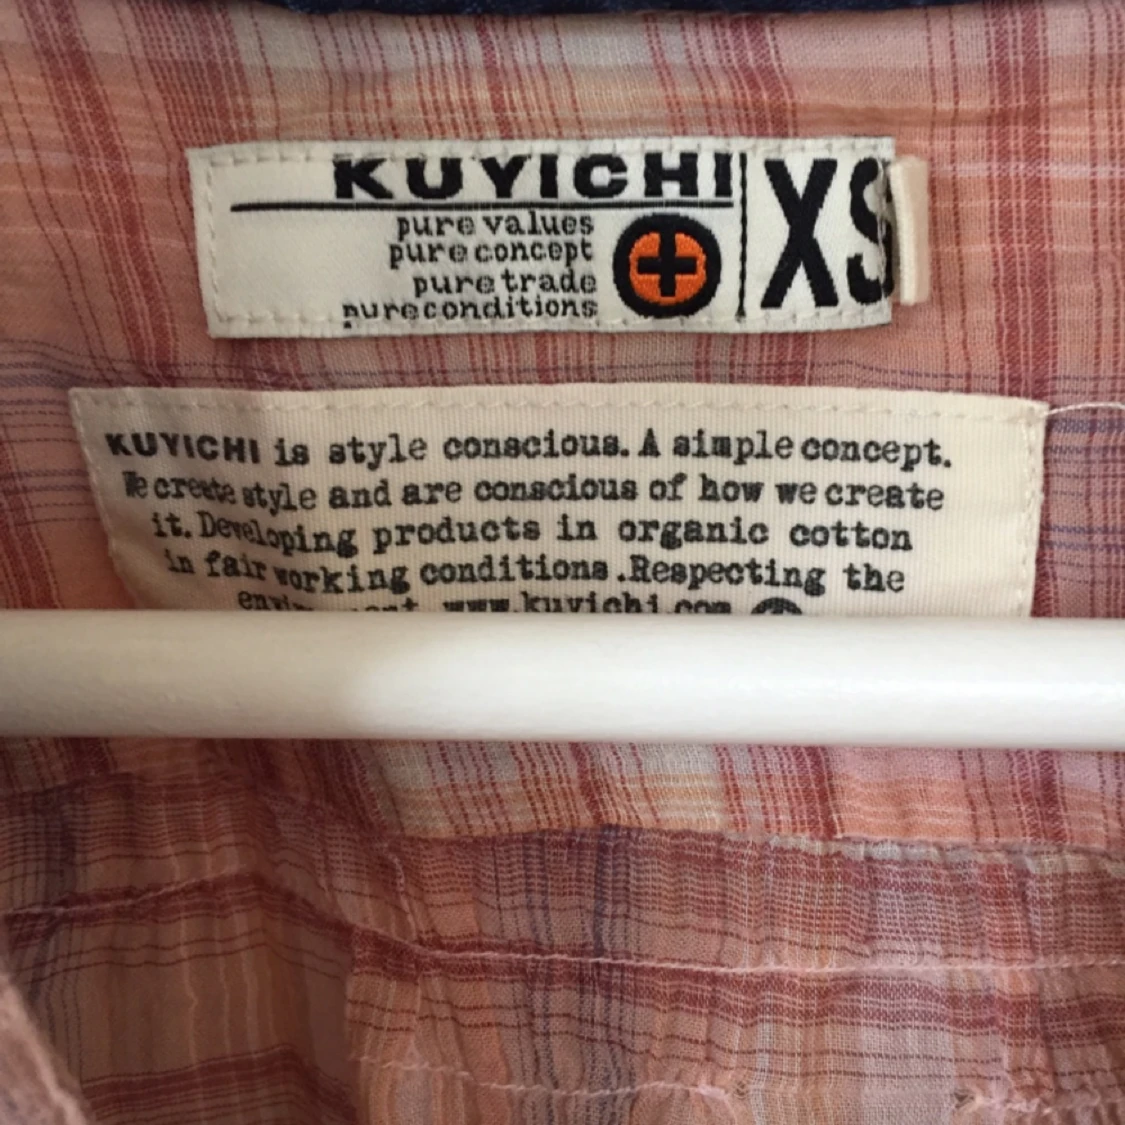 KUYICHI
pure values
pure concept
pure trade
pure conditions
XS
KUYICHI is style conscious. A simple concept.
We create style and are conscious of how we create
it. Developing products in organic cotton
in fair working conditions. Respecting the
www.kuyichi.com